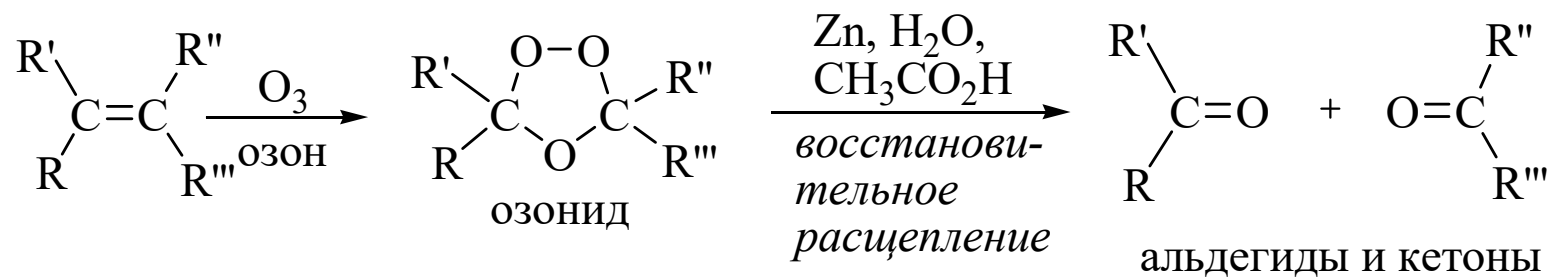 R' R'' O–O R' R'' Zn, H₂O, R' R''
C=C O₃ C C CH₃CO₂H C=O + O=C
R R''' озон R O R''' восстанови-
тельное R R'''
озонид расщепление
альдегиды и кетоны